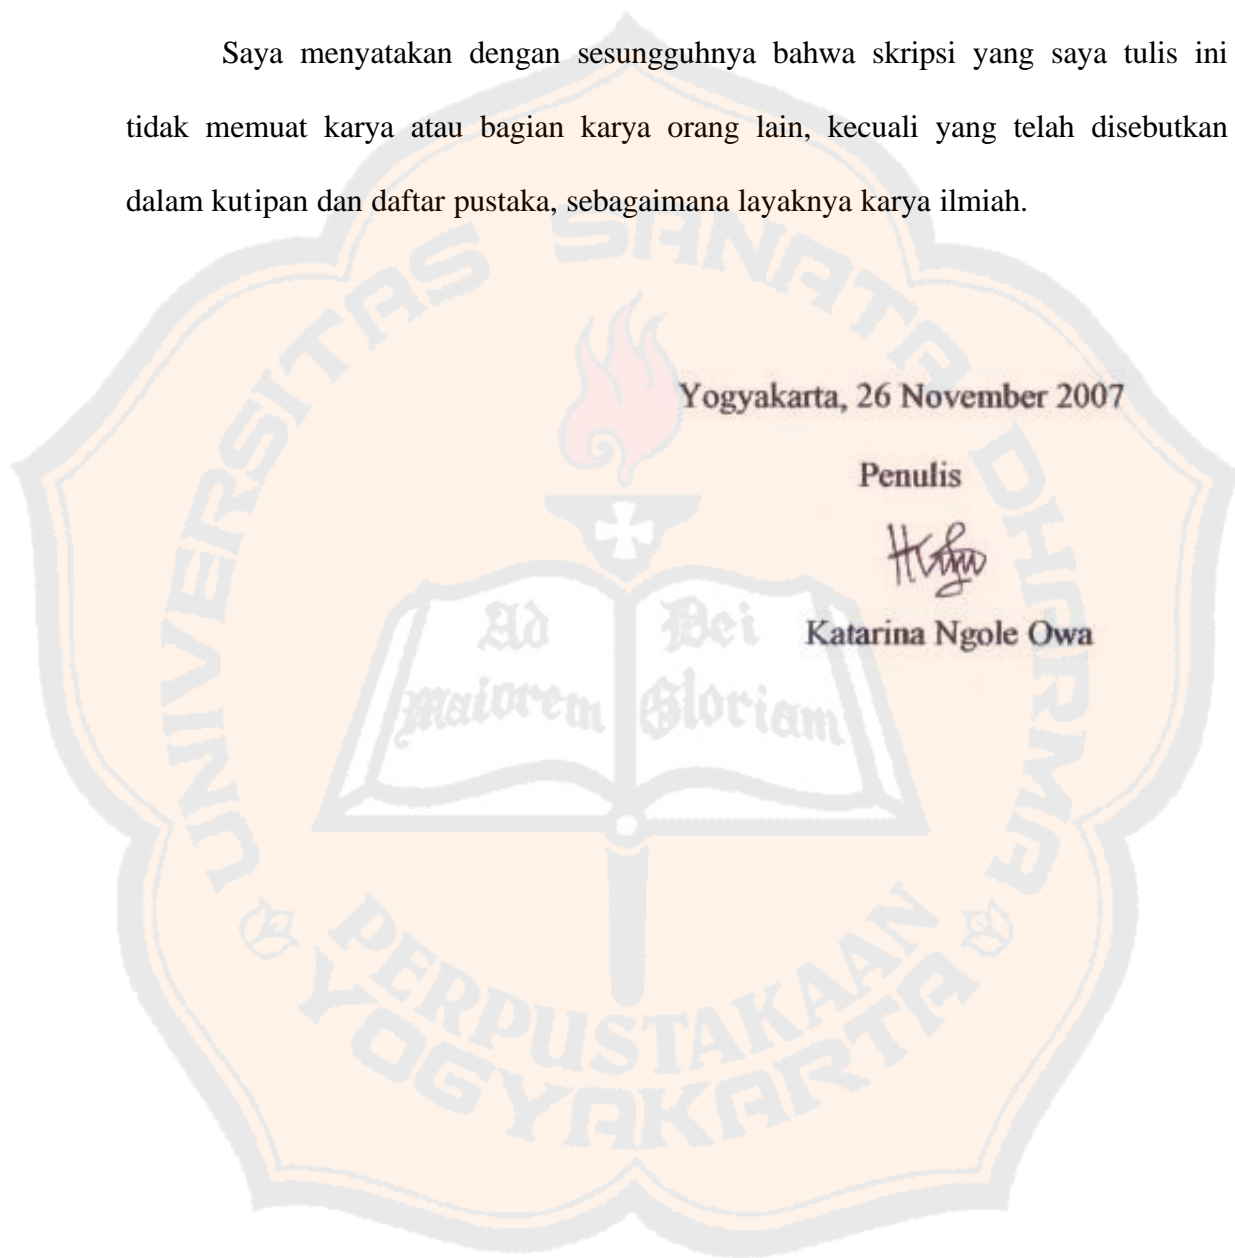 Saya menyatakan dengan sesungguhnya bahwa skripsi yang saya tulis ini
tidak memuat karya atau bagian karya orang lain, kecuali yang telah disebutkan
dalam kutipan dan daftar pustaka, sebagaimana layaknya karya ilmiah.
UNIVERSITAS SANATA DHARMA
Yogyakarta, 26 November 2007
Penulis
Katarina Ngole Owa
Ad Dei
maiorem Gloriam
PERPUSTAKAAN
YOGYAKARTA